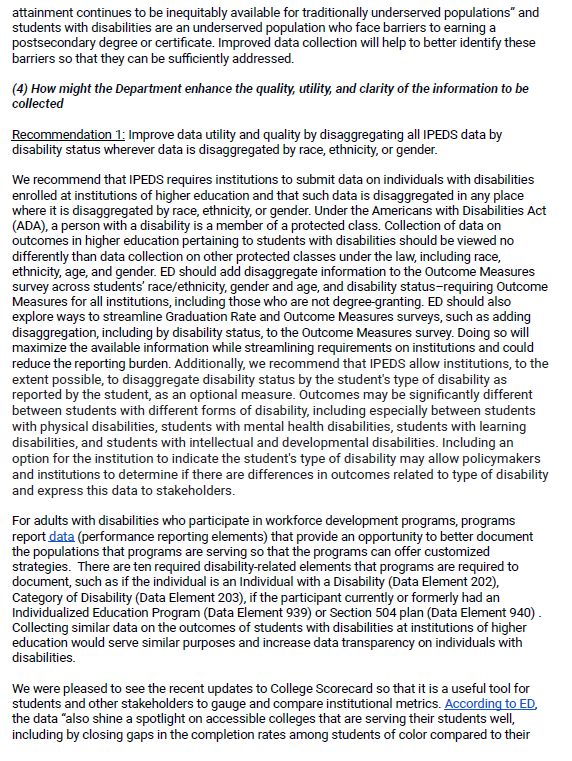 attainment continues to be inequitably available for traditionally underserved populations” and
students with disabilities are an underserved population who face barriers to earning a
postsecondary degree or certificate. Improved data collection will help to better identify these
barriers so that they can be sufficiently addressed.
(4) How might the Department enhance the quality, utility, and clarity of the information to be
collected
Recommendation 1: Improve data utility and quality by disaggregating all IPEDS data by
disability status wherever data is disaggregated by race, ethnicity, or gender.
We recommend that IPEDS requires institutions to submit data on individuals with disabilities
enrolled at institutions of higher education and that such data is disaggregated in any place
where it is disaggregated by race, ethnicity, or gender. Under the Americans with Disabilities Act
(ADA), a person with a disability is a member of a protected class. Collection of data on
outcomes in higher education pertaining to students with disabilities should be viewed no
differently than data collection on other protected classes under the law, including race,
ethnicity, age, and gender. ED should add disaggregate information to the Outcome Measures
survey across students’ race/ethnicity, gender and age, and disability status–requiring Outcome
Measures for all institutions, including those who are not degree-granting. ED should also
explore ways to streamline Graduation Rate and Outcome Measures surveys, such as adding
disaggregation, including by disability status, to the Outcome Measures survey. Doing so will
maximize the available information while streamlining requirements on institutions and could
reduce the reporting burden. Additionally, we recommend that IPEDS allow institutions, to the
extent possible, to disaggregate disability status by the student's type of disability as
reported by the student, as an optional measure. Outcomes may be significantly different
between students with different forms of disability, including especially between students
with physical disabilities, students with mental health disabilities, students with learning
disabilities, and students with intellectual and developmental disabilities. Including an
option for the institution to indicate the student's type of disability may allow policymakers
and institutions to determine if there are differences in outcomes related to type of disability
and express this data to stakeholders.
For adults with disabilities who participate in workforce development programs, programs
report data (performance reporting elements) that provide an opportunity to better document
the populations that programs are serving so that the programs can offer customized
strategies.  There are ten required disability-related elements that programs are required to
document, such as if the individual is an Individual with a Disability (Data Element 202),
Category of Disability (Data Element 203), if the participant currently or formerly had an
Individualized Education Program (Data Element 939) or Section 504 plan (Data Element 940) .
Collecting similar data on the outcomes of students with disabilities at institutions of higher
education would serve similar purposes and increase data transparency on individuals with
disabilities.
We were pleased to see the recent updates to College Scorecard so that it is a useful tool for
students and other stakeholders to gauge and compare institutional metrics. According to ED,
the data “also shine a spotlight on accessible colleges that are serving their students well,
including by closing gaps in the completion rates among students of color compared to their